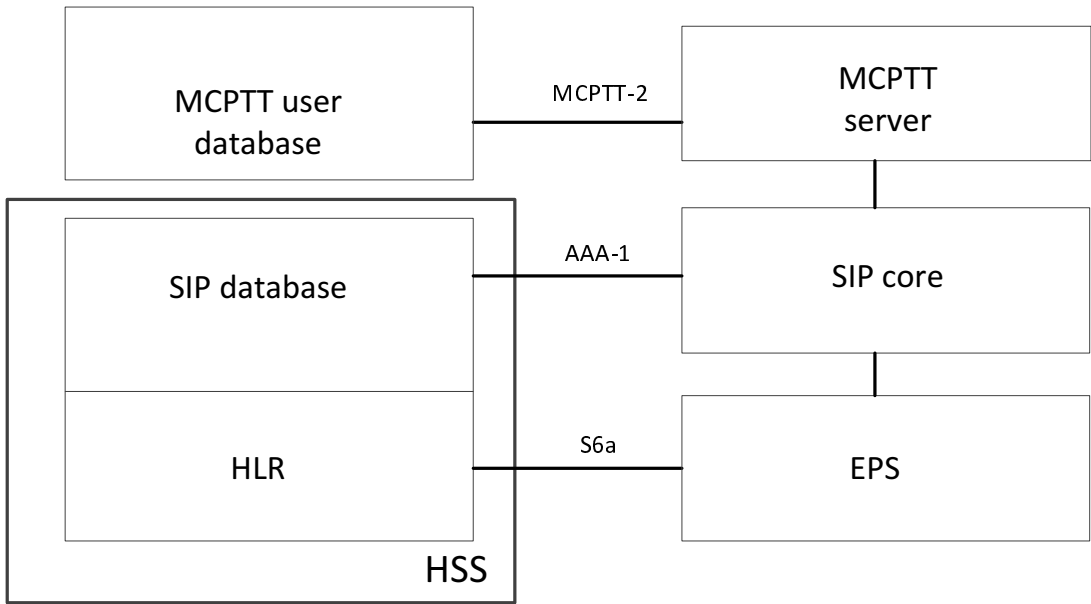 MCPTT user
database
MCPTT-2
MCPTT
server
SIP database
AAA-1
SIP core
HLR
S6a
EPS
HSS